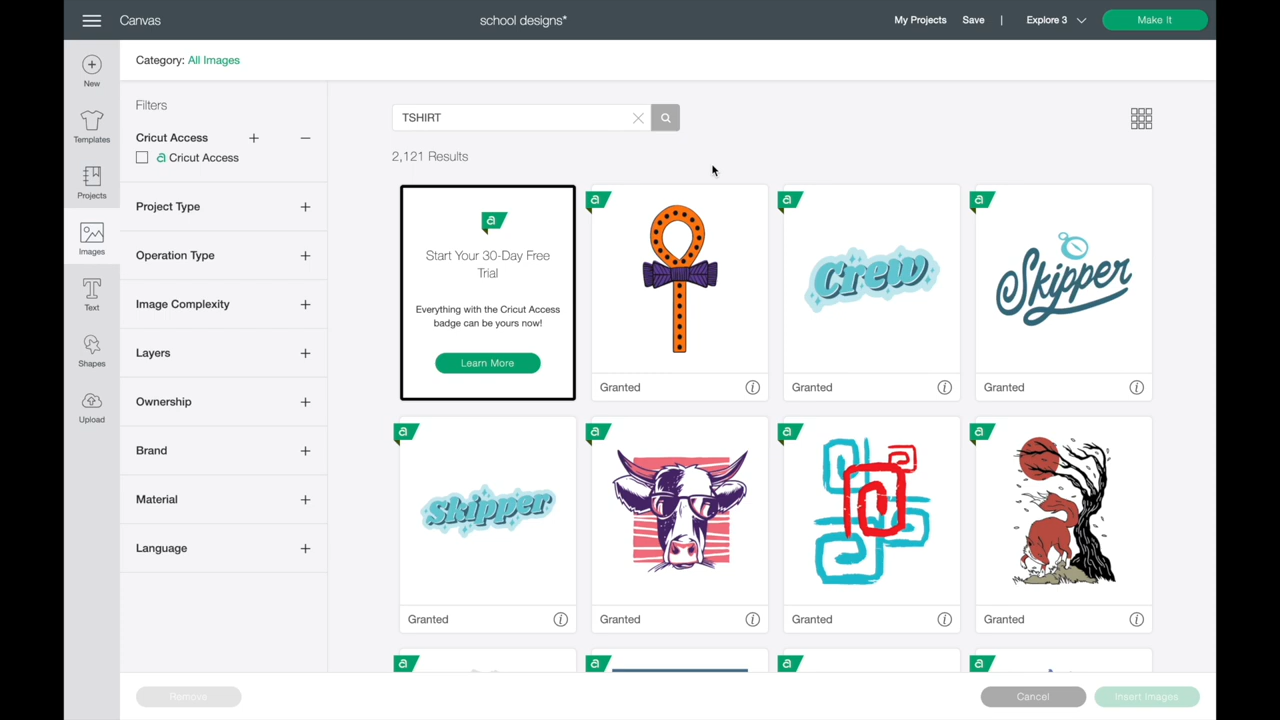 Canvas
school designs*
My Projects
Save
|
Explore 3
Make It
Category: All Images
New
Templates
Projects
Images
Text
Shapes
Upload
Filters
Cricut Access
a Cricut Access
Project Type
Operation Type
Image Complexity
Layers
Ownership
Brand
Material
Language
TSHIRT
2,121 Results
a
Start Your 30-Day Free
Trial
Everything with the Cricut Access
badge can be yours now!
Learn More
a
Granted
a
Crew
Granted
a
Skipper
Granted
a
Skipper
Granted
a
Granted
a
Granted
a
Granted
a
a
a
a
Remove
Cancel
Insert Images